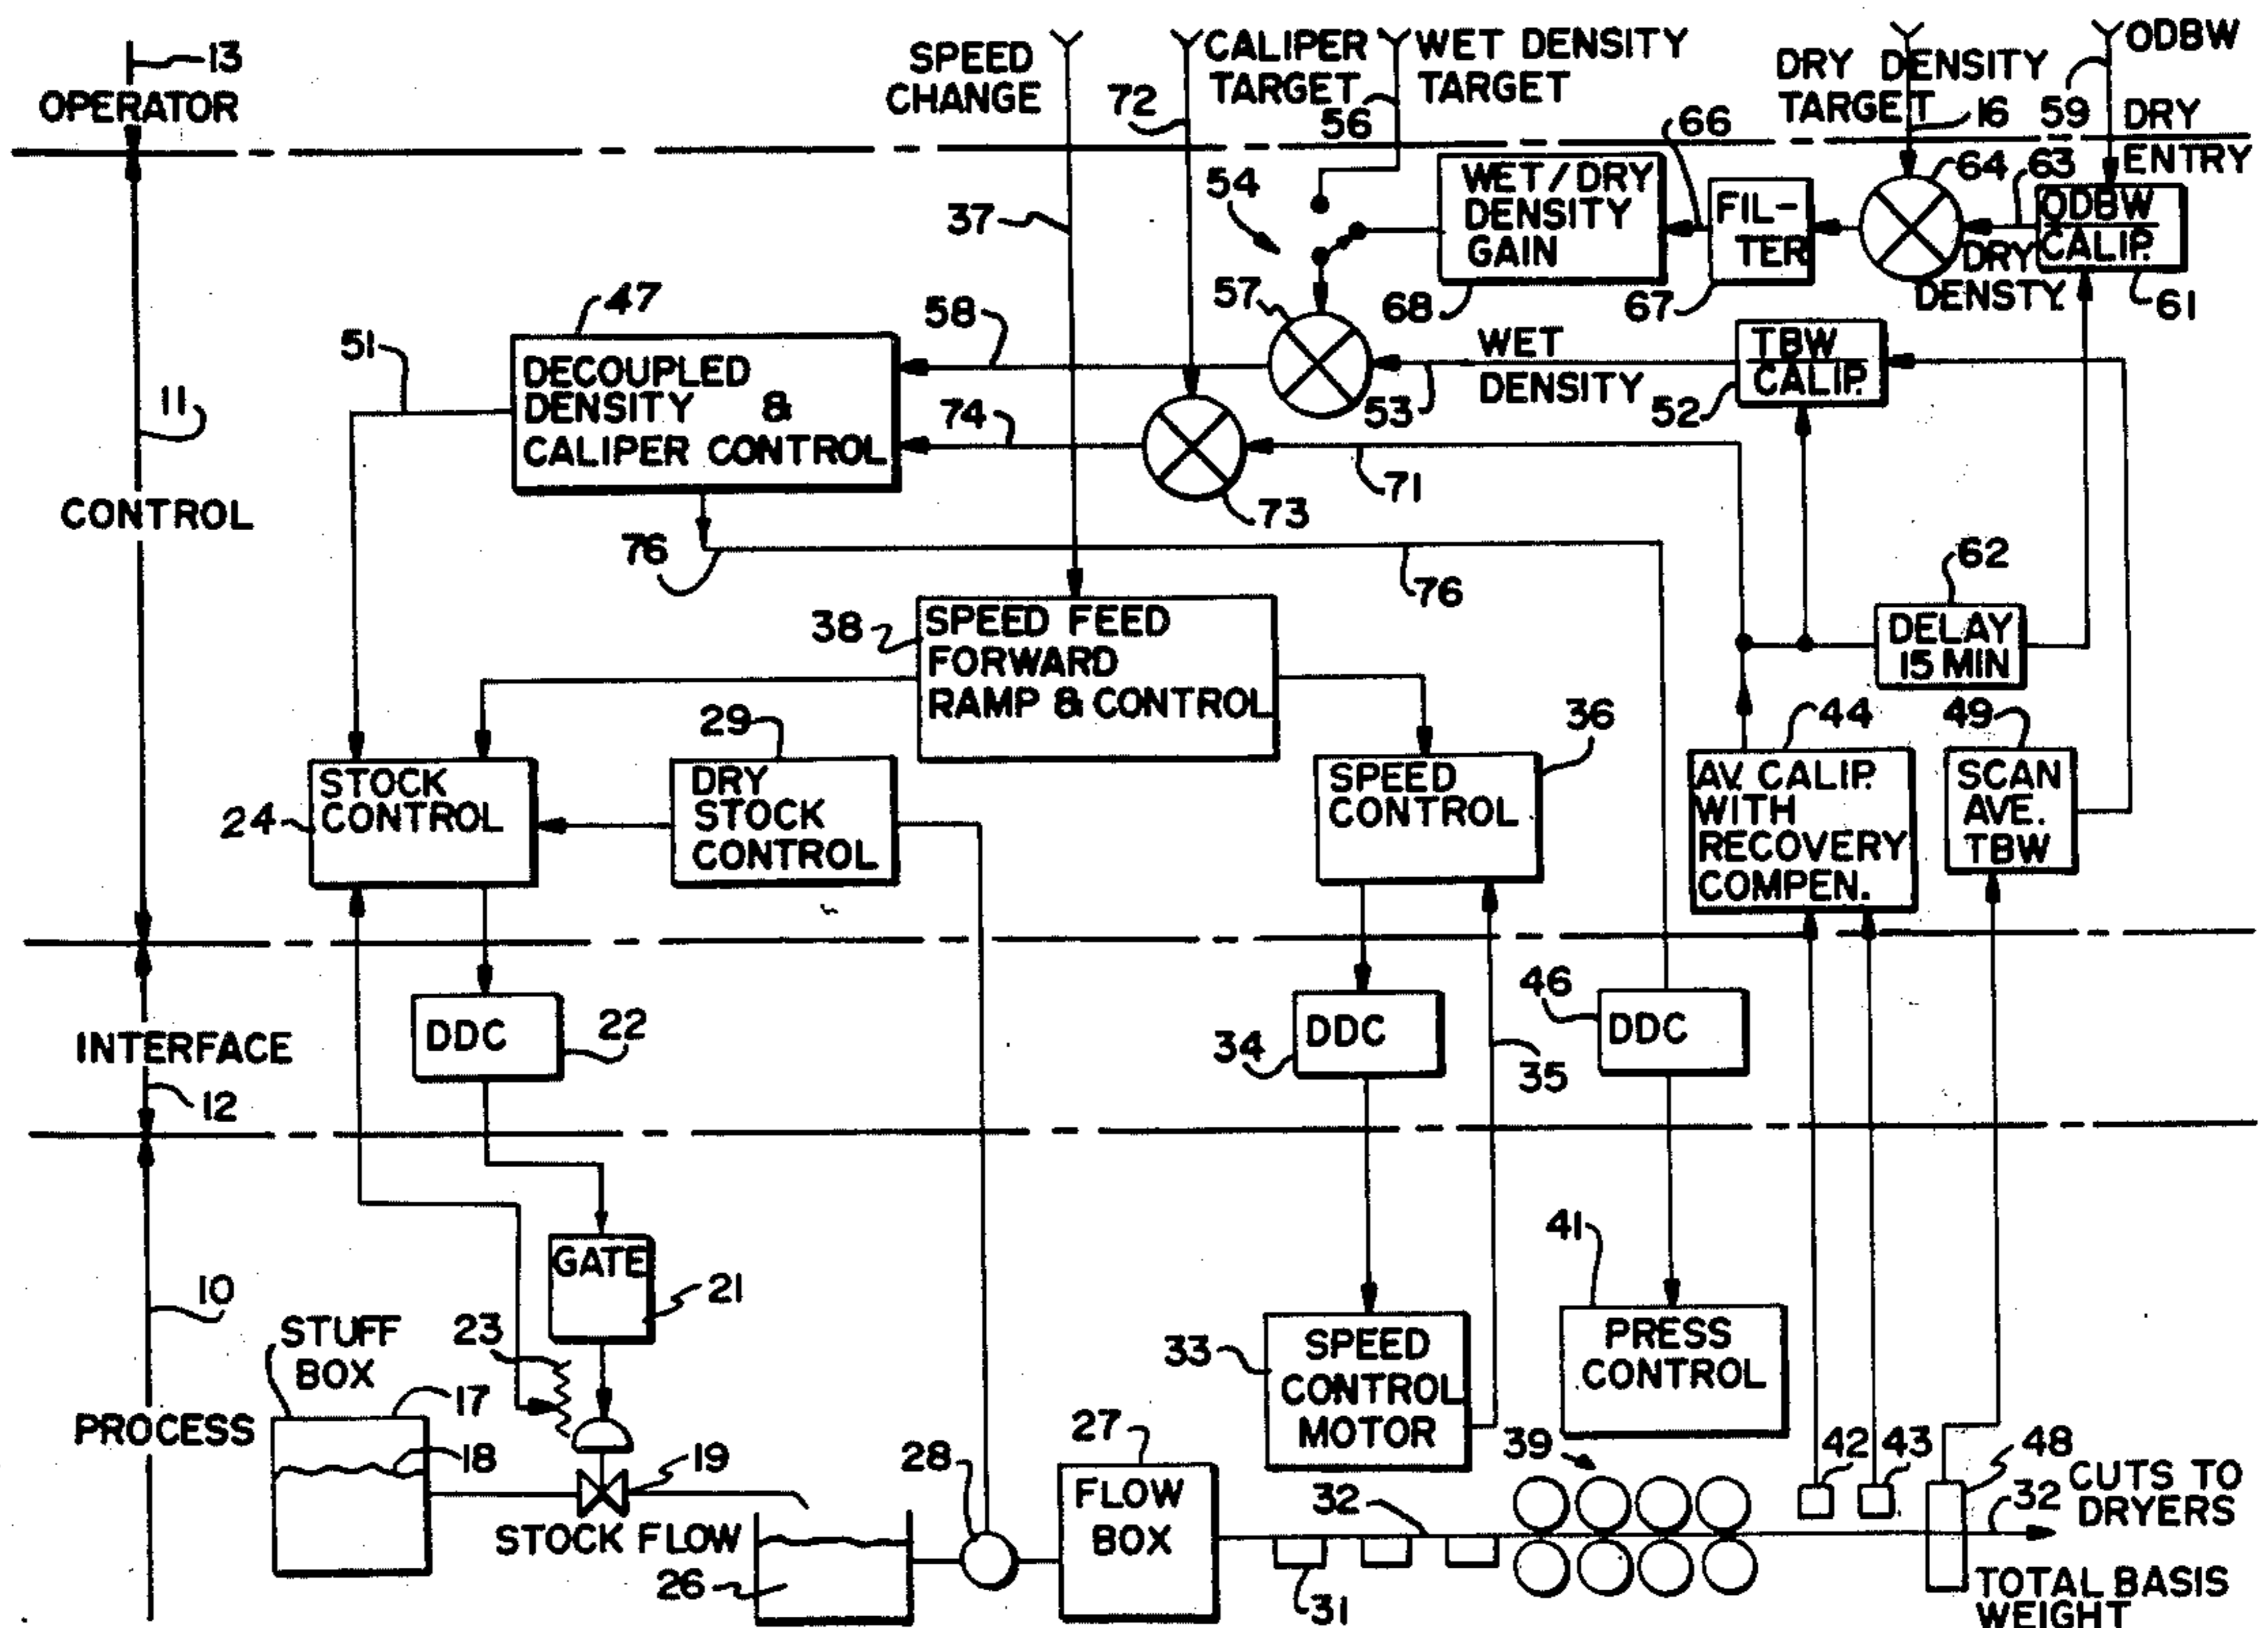 13
OPERATOR
SPEED
CHANGE
CALIPER
TARGET
72
WET DENSITY
TARGET
56
DRY DENSITY
TARGET
16
ODBW
59
DRY
ENTRY
66
54
WET/DRY
DENSITY
GAIN
68
FIL-
TER
67
64
63
DRY
DENSTY.
ODBW
CALIP.
61
37
47
DECOUPLED
DENSITY &
CALIPER CONTROL
51
58
57
WET
DENSITY
53
TBW
CALIP.
52
11
CONTROL
74
73
71
76
76
62
DELAY
15 MIN
38
SPEED FEED
FORWARD
RAMP & CONTROL
29
DRY
STOCK
CONTROL
STOCK
CONTROL
24
36
SPEED
CONTROL
44
AV. CALIP.
WITH
RECOVERY
COMPEN.
49
SCAN
AVE.
TBW
INTERFACE
12
DDC
22
DDC
34
35
46
DDC
10
PROCESS
GATE
21
23
STUFF
BOX
17
18
19
STOCK FLOW
26
28
27
FLOW
BOX
33
SPEED
CONTROL
MOTOR
41
PRESS
CONTROL
32
31
39
42
43
48
32
CUTS TO
DRYERS
TOTAL BASIS
WEIGHT